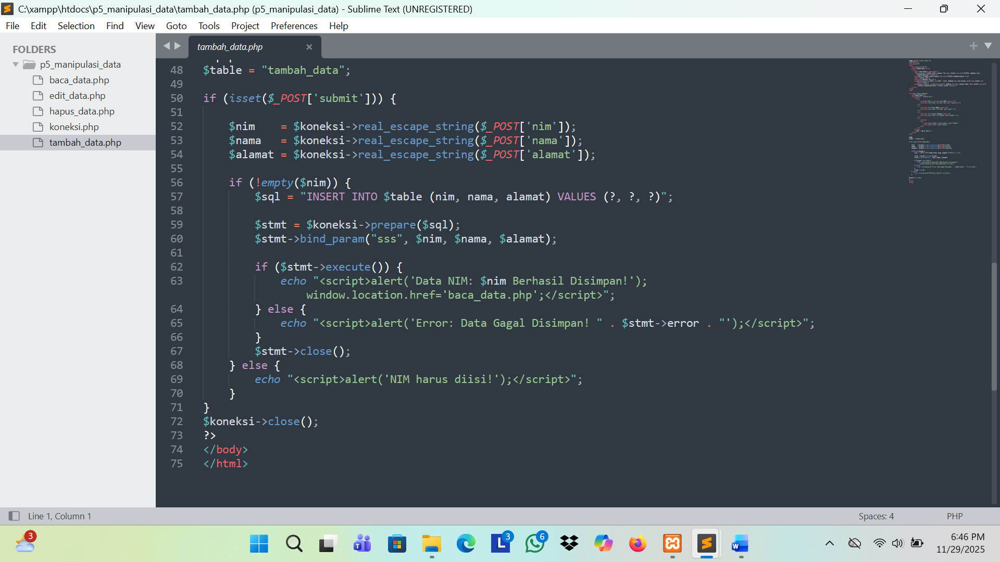 C:\xampp\htdocs\p5_manipulasi_data\tambah_data.php (p5_manipulasi_data) - Sublime Text (UNREGISTERED)
File Edit Selection Find View Goto Tools Project Preferences Help
FOLDERS
p5_manipulasi_data
baca_data.php
edit_data.php
hapus_data.php
koneksi.php
tambah_data.php
tambah_data.php
48 $table = "tambah_data";
49
50 if (isset($_POST['submit'])) {
51
52     $nim    = $koneksi->real_escape_string($_POST['nim']);
53     $nama   = $koneksi->real_escape_string($_POST['nama']);
54     $alamat = $koneksi->real_escape_string($_POST['alamat']);
55
56     if (!empty($nim)) {
57         $sql = "INSERT INTO $table (nim, nama, alamat) VALUES (?, ?, ?)";
58
59         $stmt = $koneksi->prepare($sql);
60         $stmt->bind_param("sss", $nim, $nama, $alamat);
61
62         if ($stmt->execute()) {
63             echo "<script>alert('Data NIM: $nim Berhasil Disimpan!');
window.location.href='baca_data.php';</script>";
64         } else {
65             echo "<script>alert('Error: Data Gagal Disimpan! " . $stmt->error . "');</script>";
66         }
67         $stmt->close();
68     } else {
69         echo "<script>alert('NIM harus diisi!');</script>";
70     }
71 }
72 $koneksi->close();
73 ?>
74 </body>
75 </html>
Line 1, Column 1
Spaces: 4
PHP
3
3
6
6:46 PM
11/29/2025